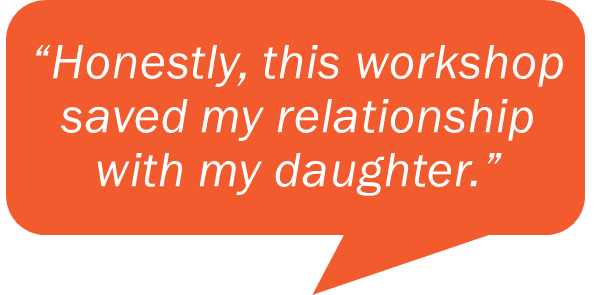 “Honestly, this workshop
saved my relationship
with my daughter.”